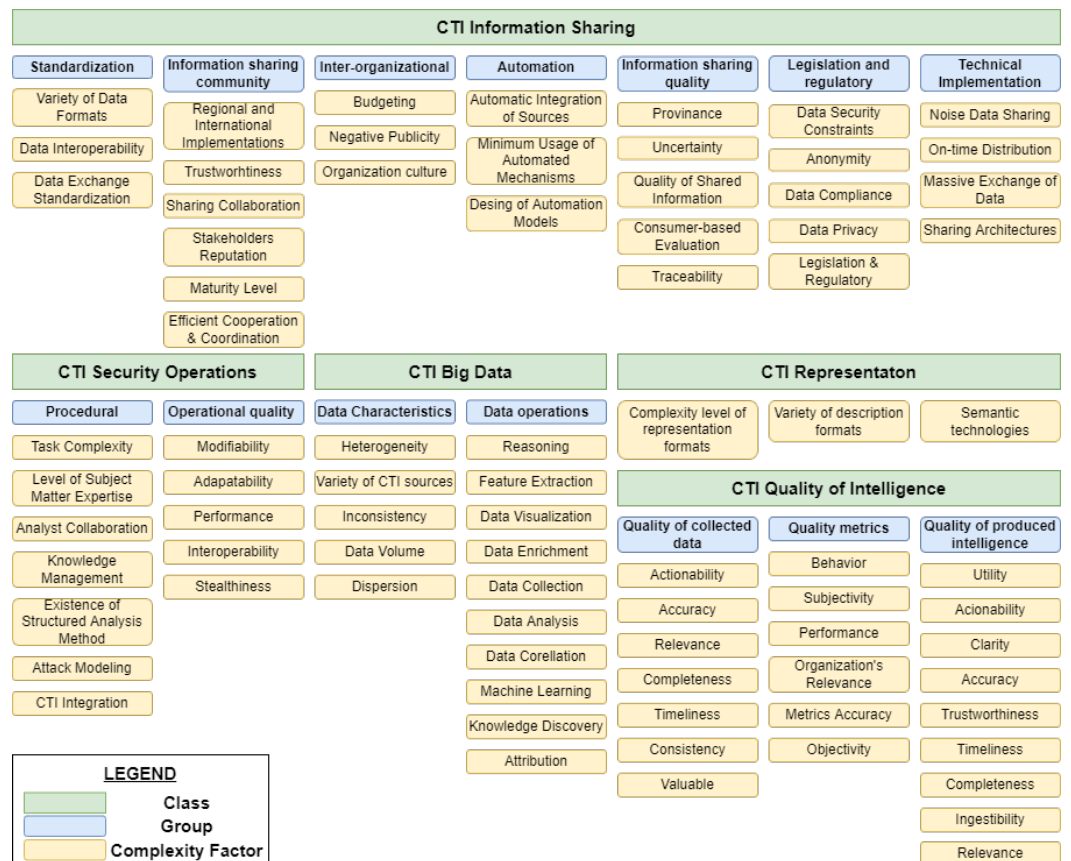 CTI Information Sharing
Standardization
Variety of Data
Formats
Data Interoperability
Data Exchange
Standardization
Information sharing
community
Regional and
International
Implementations
Trustworhtiness
Sharing Collaboration
Stakeholders
Reputation
Maturity Level
Efficient Cooperation
& Coordination
Inter-organizational
Budgeting
Negative Publicity
Organization culture
Automation
Automatic Integration
of Sources
Minimum Usage of
Automated
Mechanisms
Desing of Automation
Models
Information sharing
quality
Provinance
Uncertainty
Quality of Shared
Information
Consumer-based
Evaluation
Traceability
Legislation and
regulatory
Data Security
Constraints
Anonymity
Data Compliance
Data Privacy
Legislation &
Regulatory
Technical
Implementation
Noise Data Sharing
On-time Distribution
Massive Exchange of
Data
Sharing Architectures
CTI Security Operations
Procedural
Task Complexity
Level of Subject
Matter Expertise
Analyst Collaboration
Knowledge
Management
Existence of
Structured Analysis
Method
Attack Modeling
CTI Integration
Operational quality
Modifiability
Adapatability
Performance
Interoperability
Stealthiness
CTI Big Data
Data Characteristics
Heterogeneity
Variety of CTI sources
Inconsistency
Data Volume
Dispersion
Data operations
Reasoning
Feature Extraction
Data Visualization
Data Enrichment
Data Collection
Data Analysis
Data Corellation
Machine Learning
Knowledge Discovery
Attribution
CTI Representaton
Complexity level of
representation
formats
Variety of description
formats
Semantic
technologies
CTI Quality of Intelligence
Quality of collected
data
Actionability
Accuracy
Relevance
Completeness
Timeliness
Consistency
Valuable
Quality metrics
Behavior
Subjectivity
Performance
Organization's
Relevance
Metrics Accuracy
Objectivity
Quality of produced
intelligence
Utility
Acionability
Clarity
Accuracy
Trustworthiness
Timeliness
Completeness
Ingestibility
Relevance
LEGEND
Class
Group
Complexity Factor